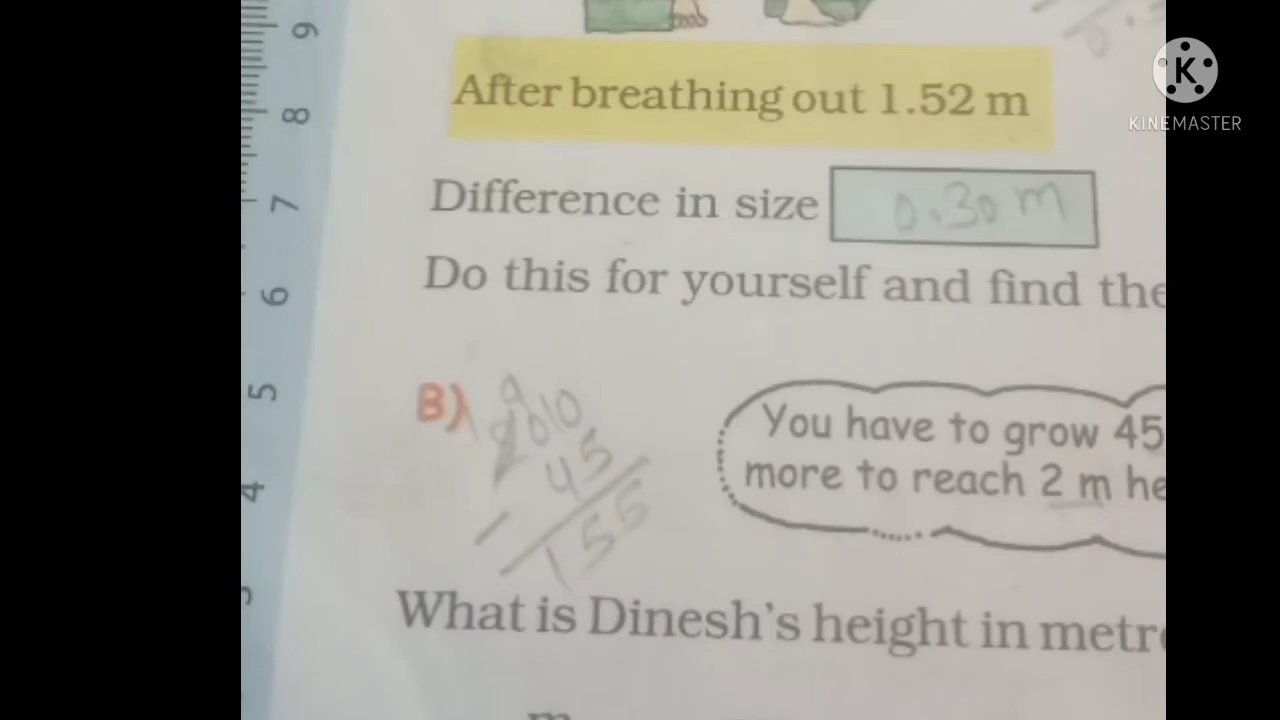 9
8
7
6
5
4
After breathing out 1.52 m
Difference in size 0.30 m
Do this for yourself and find the
B)
9
2010
45
-
155
You have to grow 45
more to reach 2 m he
What is Dinesh's height in metr
m
K
KINEMASTER